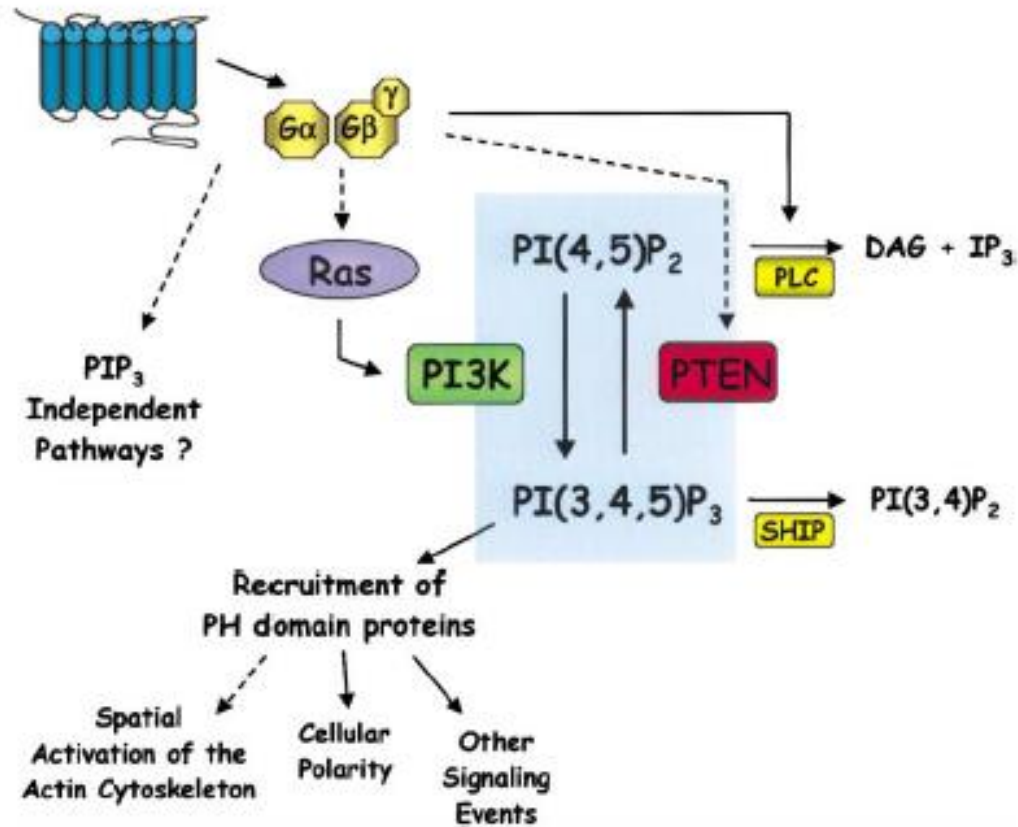 γ
Gα Gβ
Ras
PI(4,5)P₂
DAG + IP₃
PLC
PI3K
PTEN
PIP₃
Independent
Pathways ?
PI(3,4,5)P₃
PI(3,4)P₂
SHIP
Recruitment of
PH domain proteins
Spatial
Activation of the
Actin Cytoskeleton
Cellular
Polarity
Other
Signaling
Events